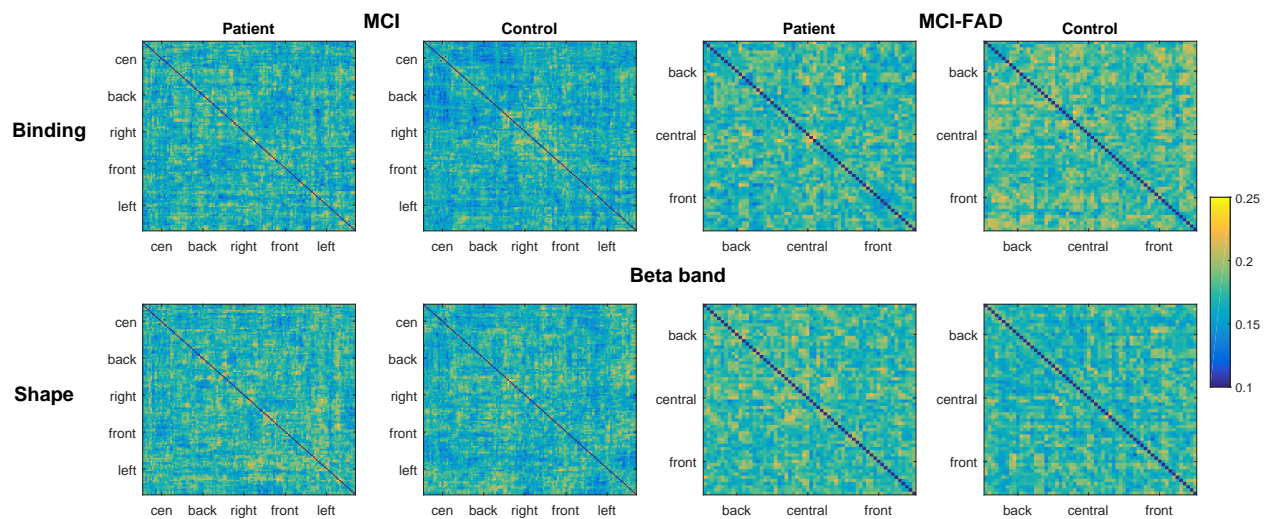 MCI
MCI-FAD
Patient
Control
Patient
Control
Binding
cen
back
right
front
left
cen back right front left
cen
back
right
front
left
cen back right front left
back
central
front
back central front
back
central
front
back central front
Beta band
0.25
0.2
0.15
0.1
Shape
cen
back
right
front
left
cen back right front left
cen
back
right
front
left
cen back right front left
back
central
front
back central front
back
central
front
back central front